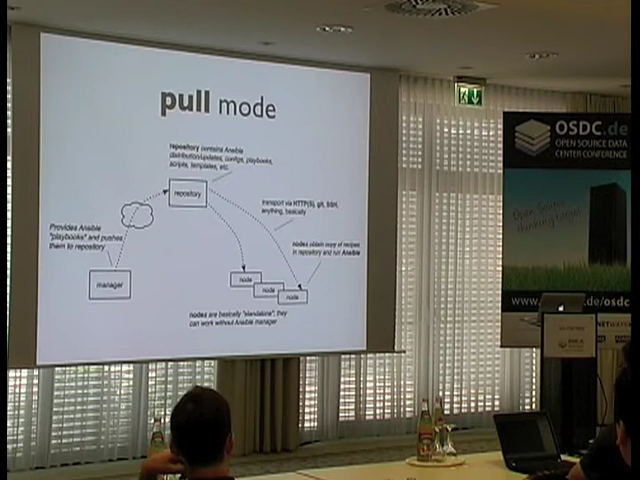 pull mode
repository contains Ansible
distribution/updates, configs, playbooks,
scripts, templates, etc.
repository
transport via HTTP(S), git, SSH,
anything, basically
Provides Ansible
"playbooks" and pushes
them to repository
nodes obtain copy of recipes
in repository and run Ansible
manager
node
node
node
nodes are basically "standalone", they
can work without Ansible manager
OSDC.de
OPEN SOURCE DATA
CENTER CONFERENCE
Open Source
www.
.de/osdc
NETWAYS